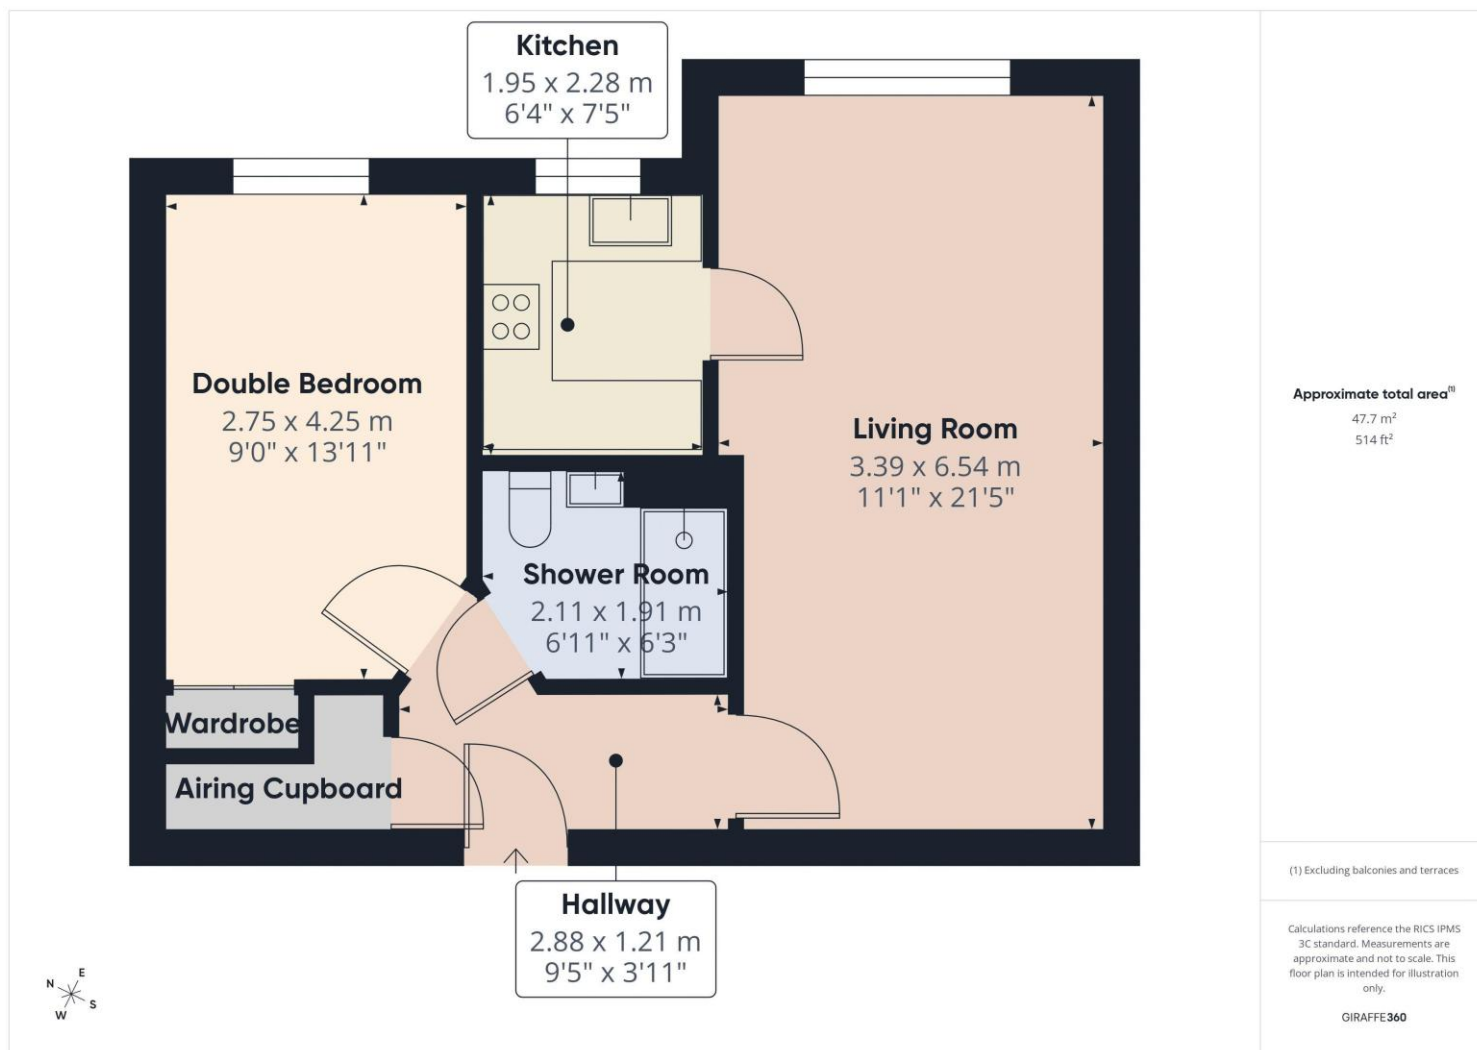 Kitchen
1.95 x 2.28 m
6'4" x 7'5"
Double Bedroom
2.75 x 4.25 m
9'0" x 13'11"
Living Room
3.39 x 6.54 m
11'1" x 21'5"
Shower Room
2.11 x 1.91 m
6'11" x 6'3"
Wardrobe
Airing Cupboard
Hallway
2.88 x 1.21 m
9'5" x 3'11"
N
E
S
W
Approximate total area(1)
47.7 m²
514 ft²
(1) Excluding balconies and terraces
Calculations reference the RICS IPMS
3C standard. Measurements are
approximate and not to scale. This
floor plan is intended for illustration
only.
GIRAFFE360